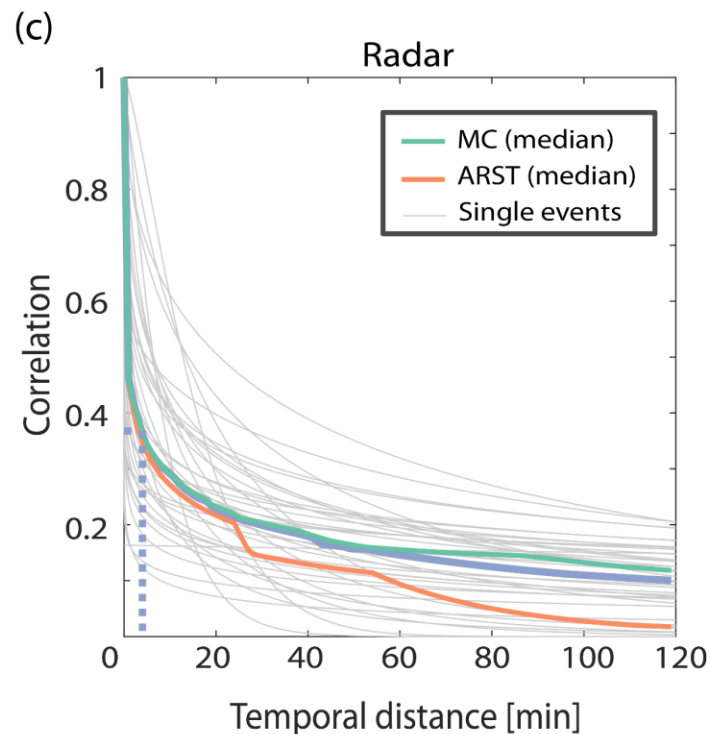 (c)
Radar
1
0.8
0.6
0.4
0.2
Correlation
MC (median)
ARST (median)
Single events
0 20 40 60 80 100 120
Temporal distance [min]